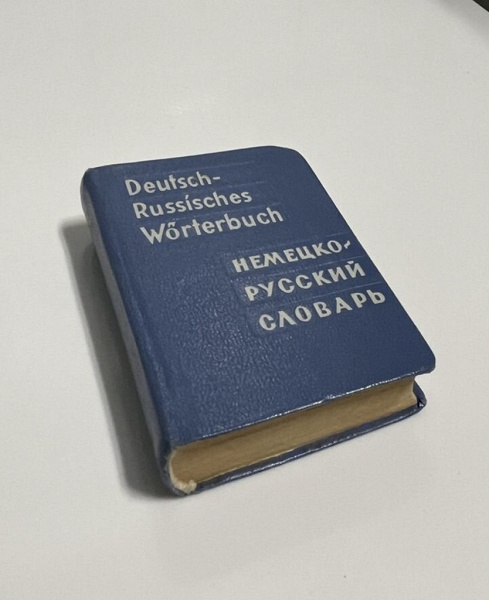 Deutsch-
Russisches
Wörterbuch
НЕМЕЦКО-
РУССКИЙ
СЛОВАРЬ